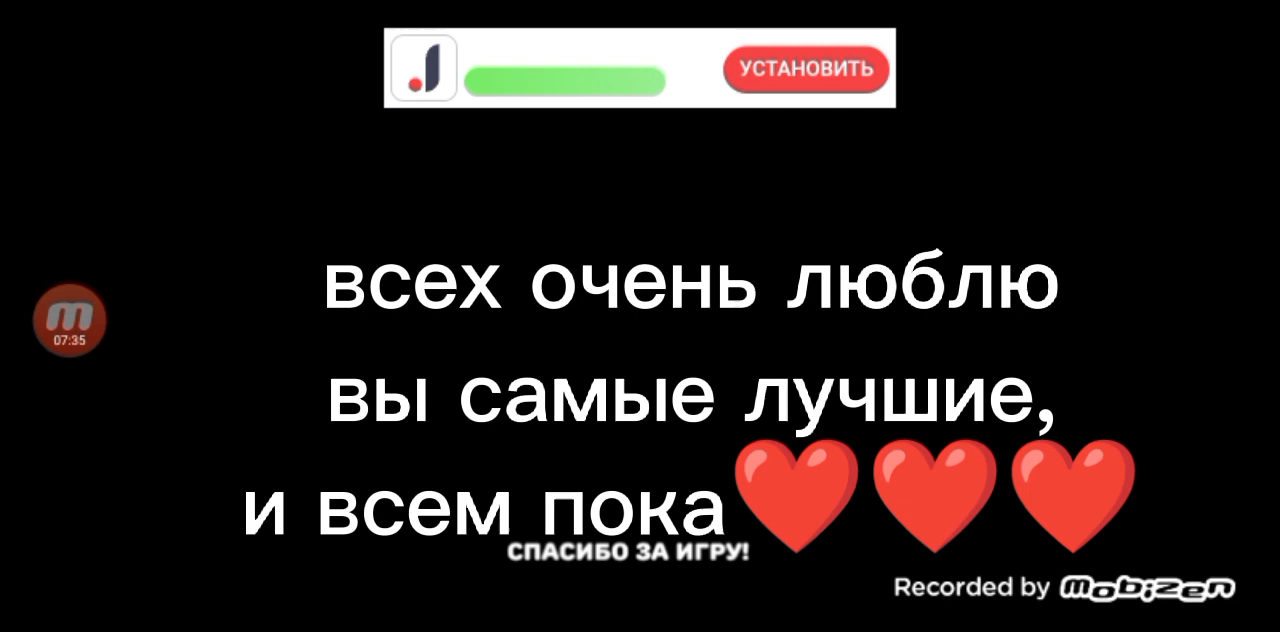 УСТАНОВИТЬ
всех очень люблю
07:35
вы самые лучшие,
и всем пока❤️❤️❤️
СПАСИБО ЗА ИГРУ!
Recorded by mobizen